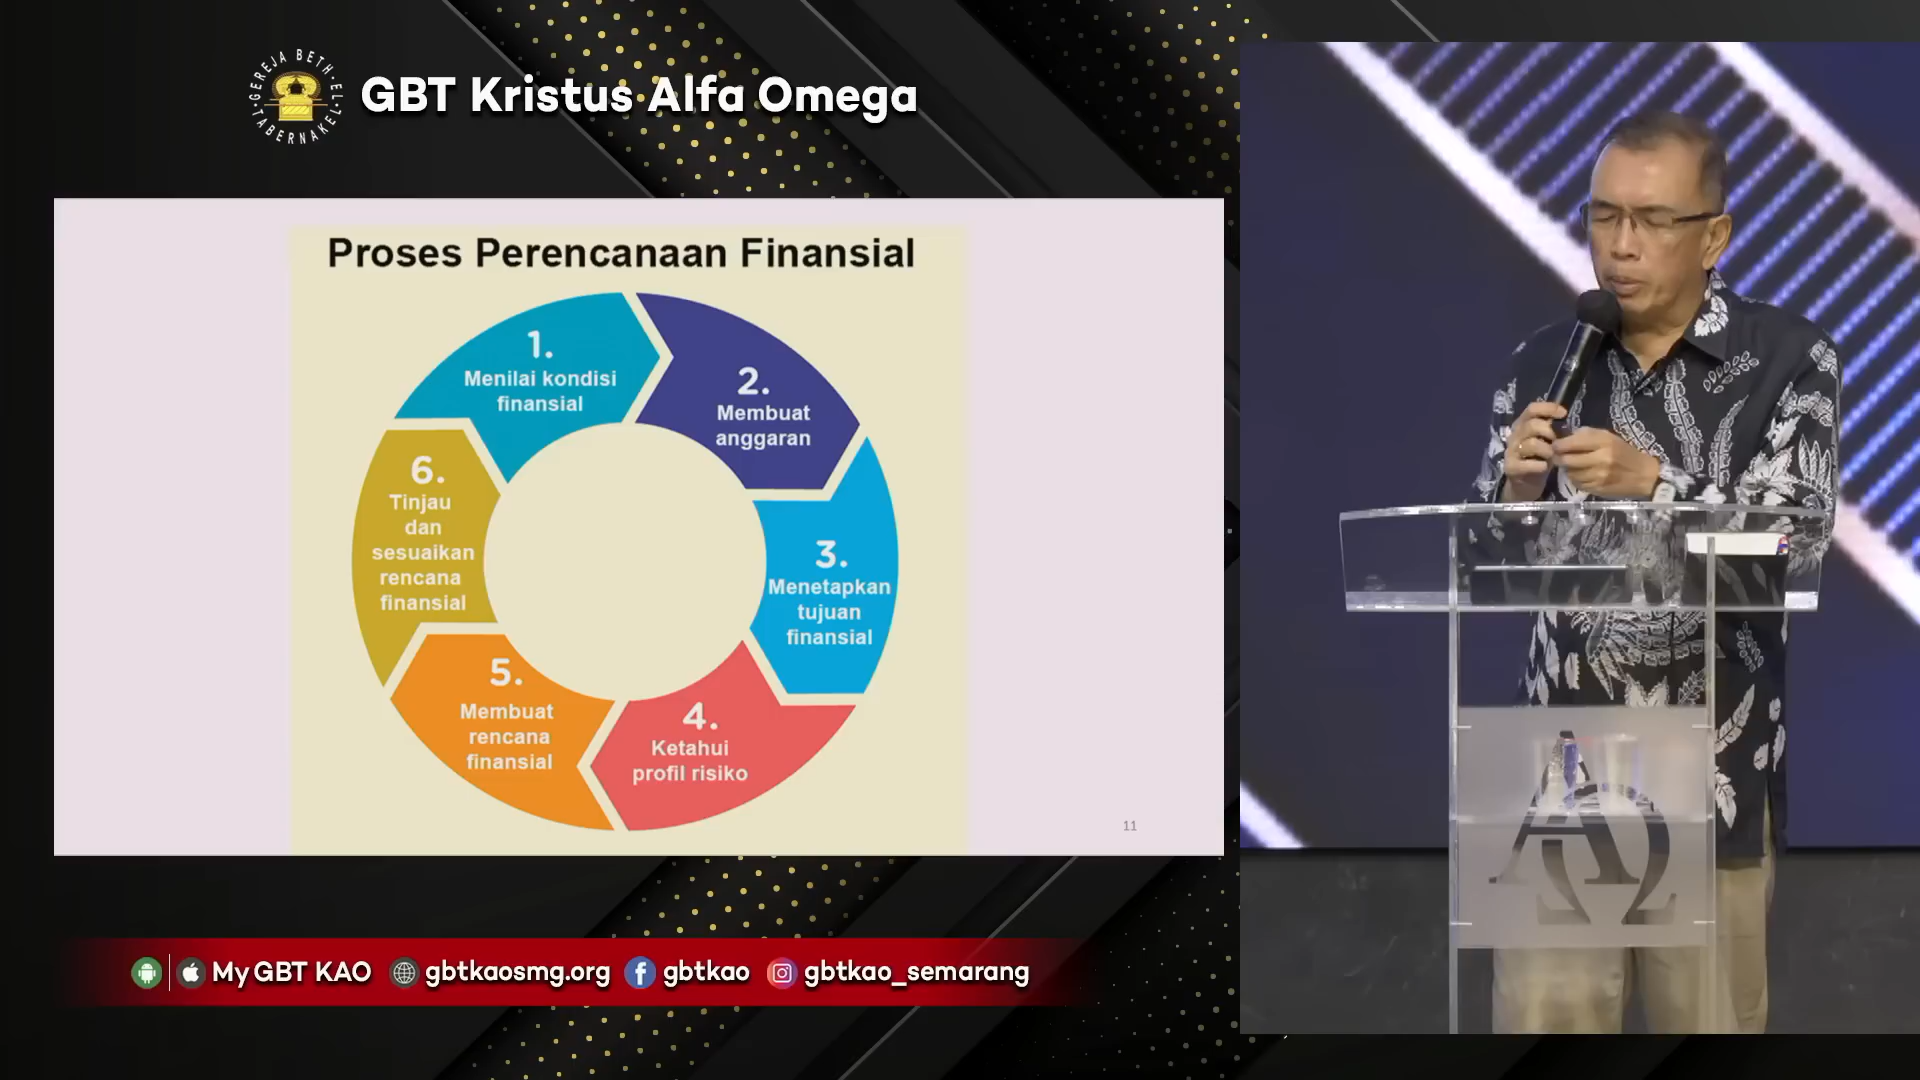 GEREJA BETH-EL
TABERNAKEL
GBT Kristus Alfa Omega
Proses Perencanaan Finansial
1.
Menilai kondisi
finansial
2.
Membuat
anggaran
3.
Menetapkan
tujuan
finansial
4.
Ketahui
profil risiko
5.
Membuat
rencana
finansial
6.
Tinjau
dan
sesuaikan
rencana
finansial
11
ΑΩ
My GBT KAO
gbtkaosmg.org
gbtkao
gbtkao_semarang